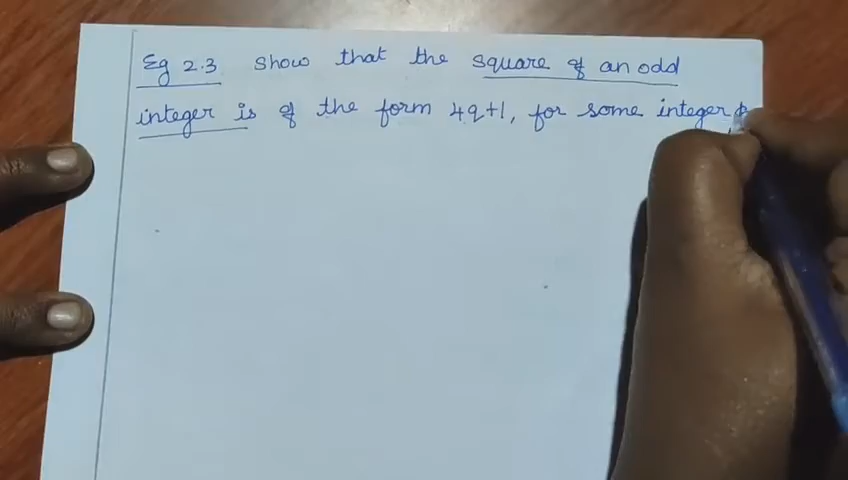 Eg 2.3 Show that the square of an odd
integer is of the form 4q+1, for some integer